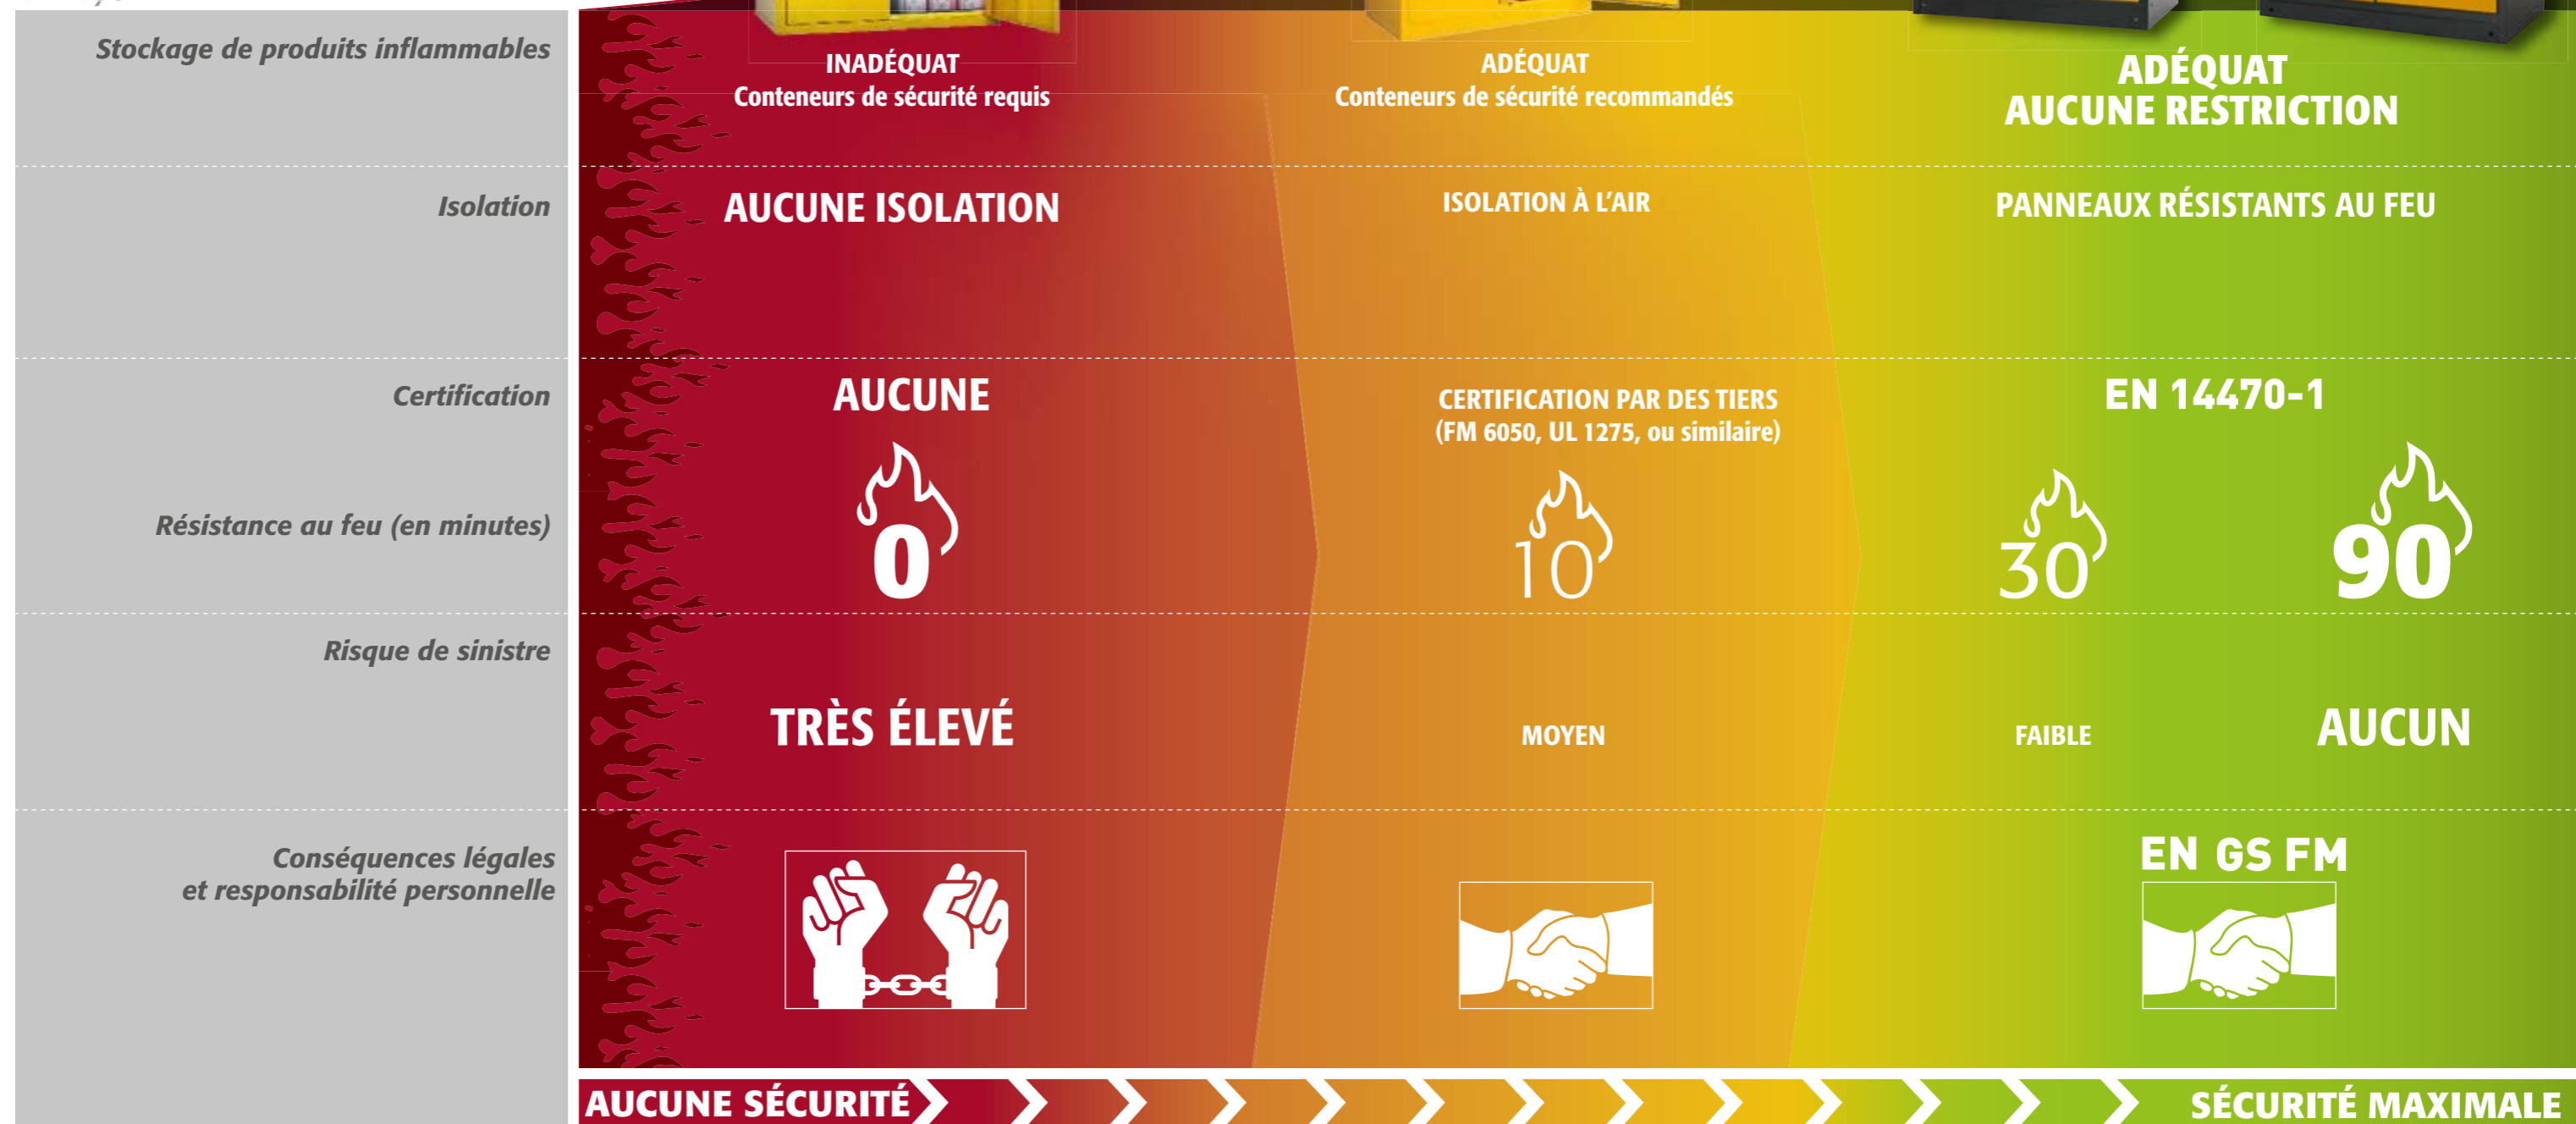 Stockage de produits inflammables
INADÉQUAT
Conteneurs de sécurité requis
ADÉQUAT
Conteneurs de sécurité recommandés
ADÉQUAT
AUCUNE RESTRICTION
Isolation
AUCUNE ISOLATION
ISOLATION À L'AIR
PANNEAUX RÉSISTANTS AU FEU
Certification
AUCUNE
CERTIFICATION PAR DES TIERS
(FM 6050, UL 1275, ou similaire)
EN 14470-1
Résistance au feu (en minutes)
0
10
30
90
Risque de sinistre
TRÈS ÉLEVÉ
MOYEN
FAIBLE
AUCUN
Conséquences légales
et responsabilité personnelle
EN GS FM
AUCUNE SÉCURITÉ
SÉCURITÉ MAXIMALE